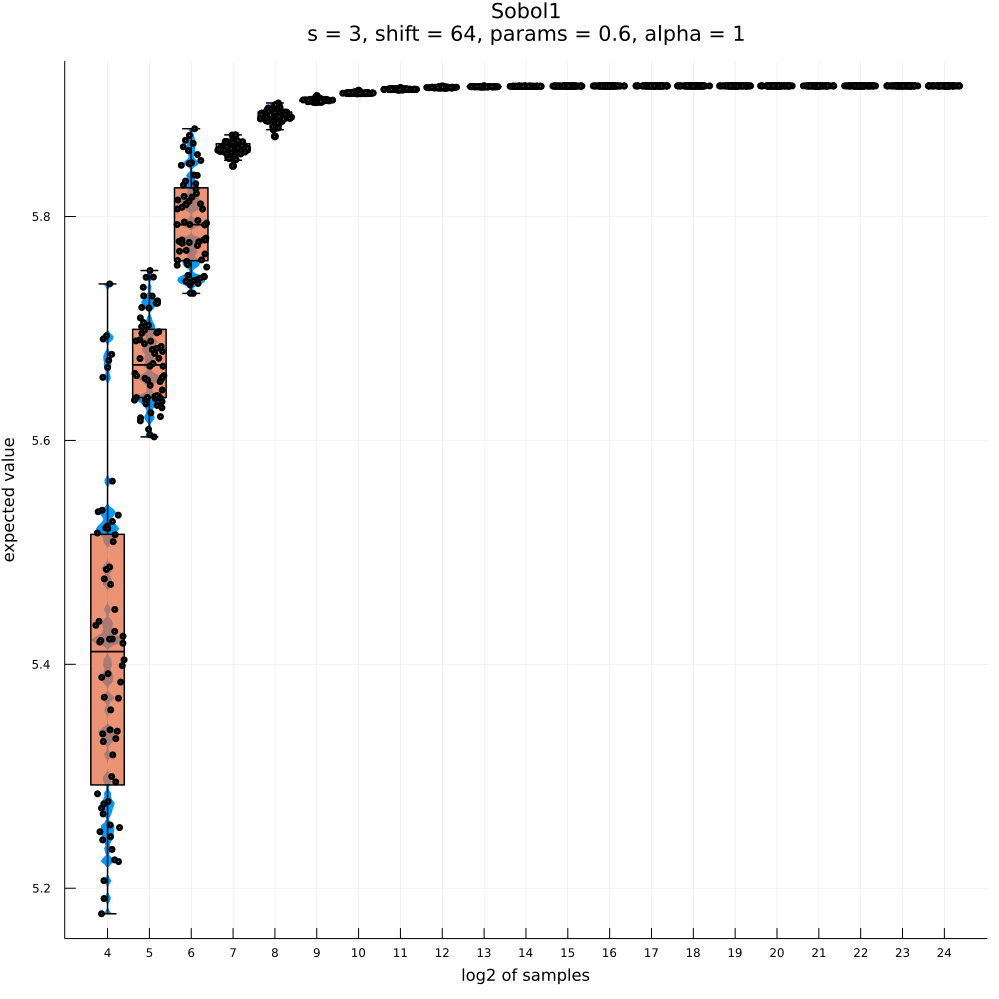 Sobol1
s = 3, shift = 64, params = 0.6, alpha = 1
expected value
5.8
5.6
5.4
5.2
4 5 6 7 8 9 10 11 12 13 14 15 16 17 18 19 20 21 22 23 24
log2 of samples